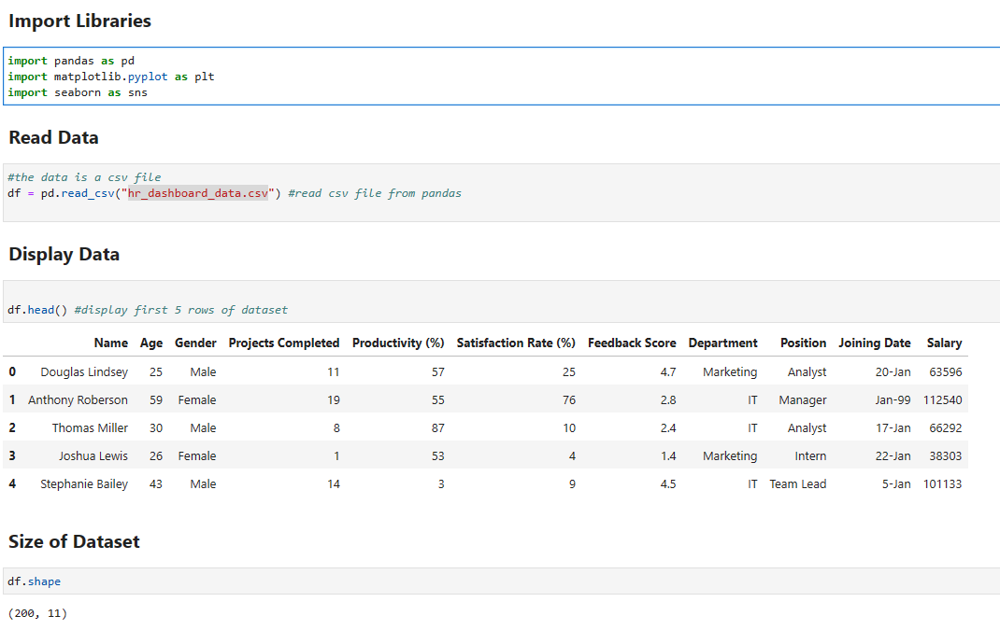 Import Libraries
import pandas as pd
import matplotlib.pyplot as plt
import seaborn as sns
Read Data
#the data is a csv file
df = pd.read_csv("hr_dashboard_data.csv") #read csv file from pandas
Display Data
df.head() #display first 5 rows of dataset
Name Age Gender Projects Completed Productivity (%) Satisfaction Rate (%) Feedback Score Department Position Joining Date Salary
0 Douglas Lindsey 25 Male 11 57 25 4.7 Marketing Analyst 20-Jan 63596
1 Anthony Roberson 59 Female 19 55 76 2.8 IT Manager Jan-99 112540
2 Thomas Miller 30 Male 8 87 10 2.4 IT Analyst 17-Jan 66292
3 Joshua Lewis 26 Female 1 53 4 1.4 Marketing Intern 22-Jan 38303
4 Stephanie Bailey 43 Male 14 3 9 4.5 IT Team Lead 5-Jan 101133
Size of Dataset
df.shape
(200, 11)